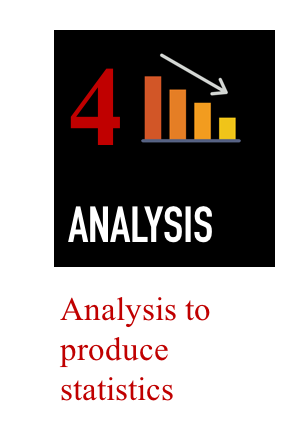 4
ANALYSIS
Analysis to
produce
statistics